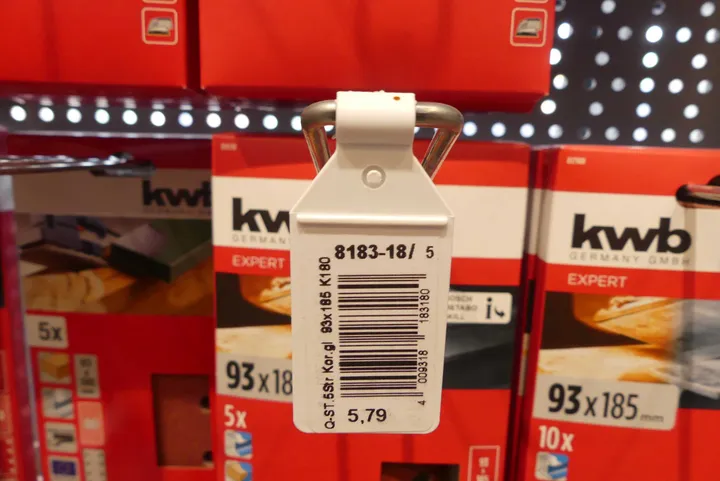 kwb
5x
kw
GERMANY
EXPERT
93x18
5x
8183-18/ 5
Q-ST.5Str Kor.gl 93x185 K180
4 009318 183180
5,79
kwb
GERMANY GMBH
EXPERT
93x185 mm
10x